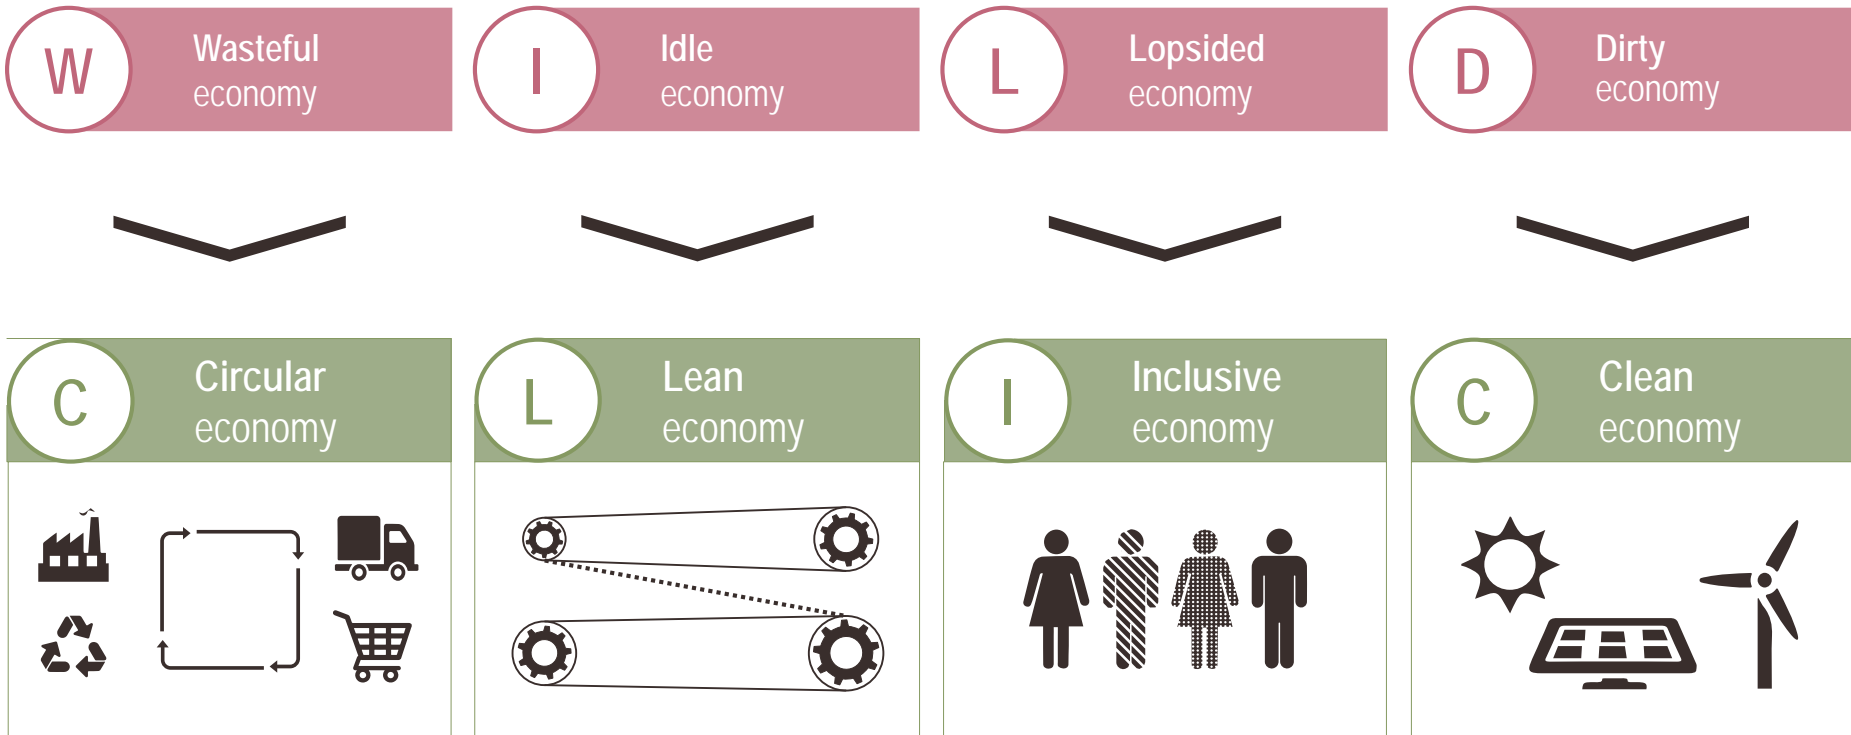 W
Wasteful
economy
I
Idle
economy
L
Lopsided
economy
D
Dirty
economy
C
Circular
economy
L
Lean
economy
I
Inclusive
economy
C
Clean
economy